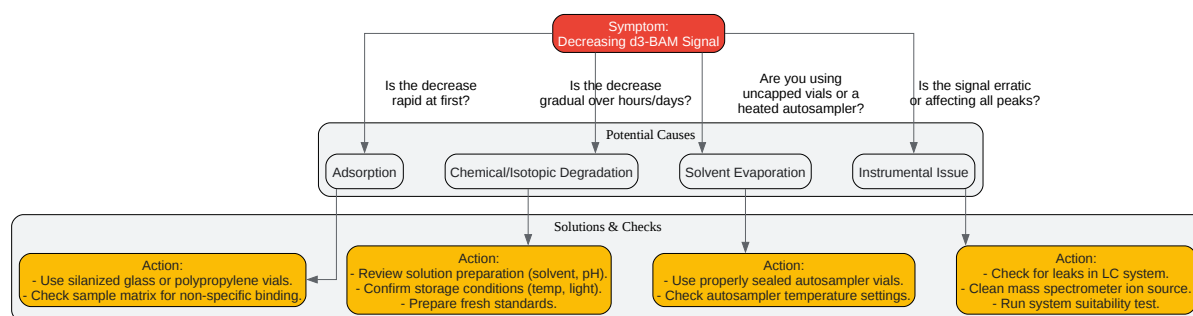 Symptom:
Decreasing d3-BAM Signal
Is the decrease
rapid at first?
Is the decrease
gradual over hours/days?
Are you using
uncapped vials or a
heated autosampler?
Is the signal erratic
or affecting all peaks?
Potential Causes
Adsorption
Chemical/Isotopic Degradation
Solvent Evaporation
Instrumental Issue
Solutions & Checks
Action:
- Use silanized glass or polypropylene vials.
- Check sample matrix for non-specific binding.
Action:
- Review solution preparation (solvent, pH).
- Confirm storage conditions (temp, light).
- Prepare fresh standards.
Action:
- Use properly sealed autosampler vials.
- Check autosampler temperature settings.
Action:
- Check for leaks in LC system.
- Clean mass spectrometer ion source.
- Run system suitability test.